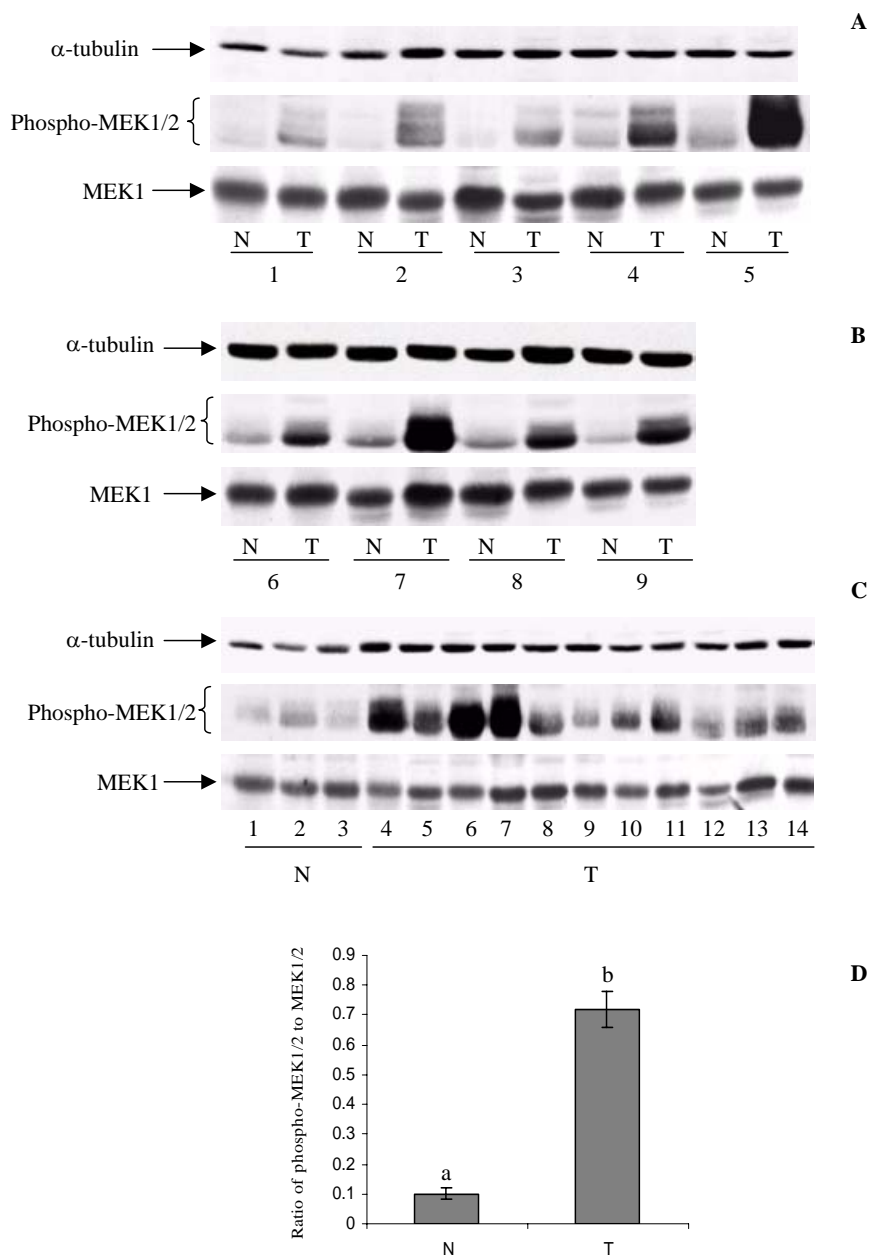 A
α-tubulin
Phospho-MEK1/2
MEK1
N T N T N T N T N T
1 2 3 4 5
B
α-tubulin
Phospho-MEK1/2
MEK1
N T N T N T N T
6 7 8 9
C
α-tubulin
Phospho-MEK1/2
MEK1
1 2 3 4 5 6 7 8 9 10 11 12 13 14
N T
D
Ratio of phospho-MEK1/2 to MEK1/2
0.9
0.8
0.7
0.6
0.5
0.4
0.3
0.2
0.1
0
a
b
N T